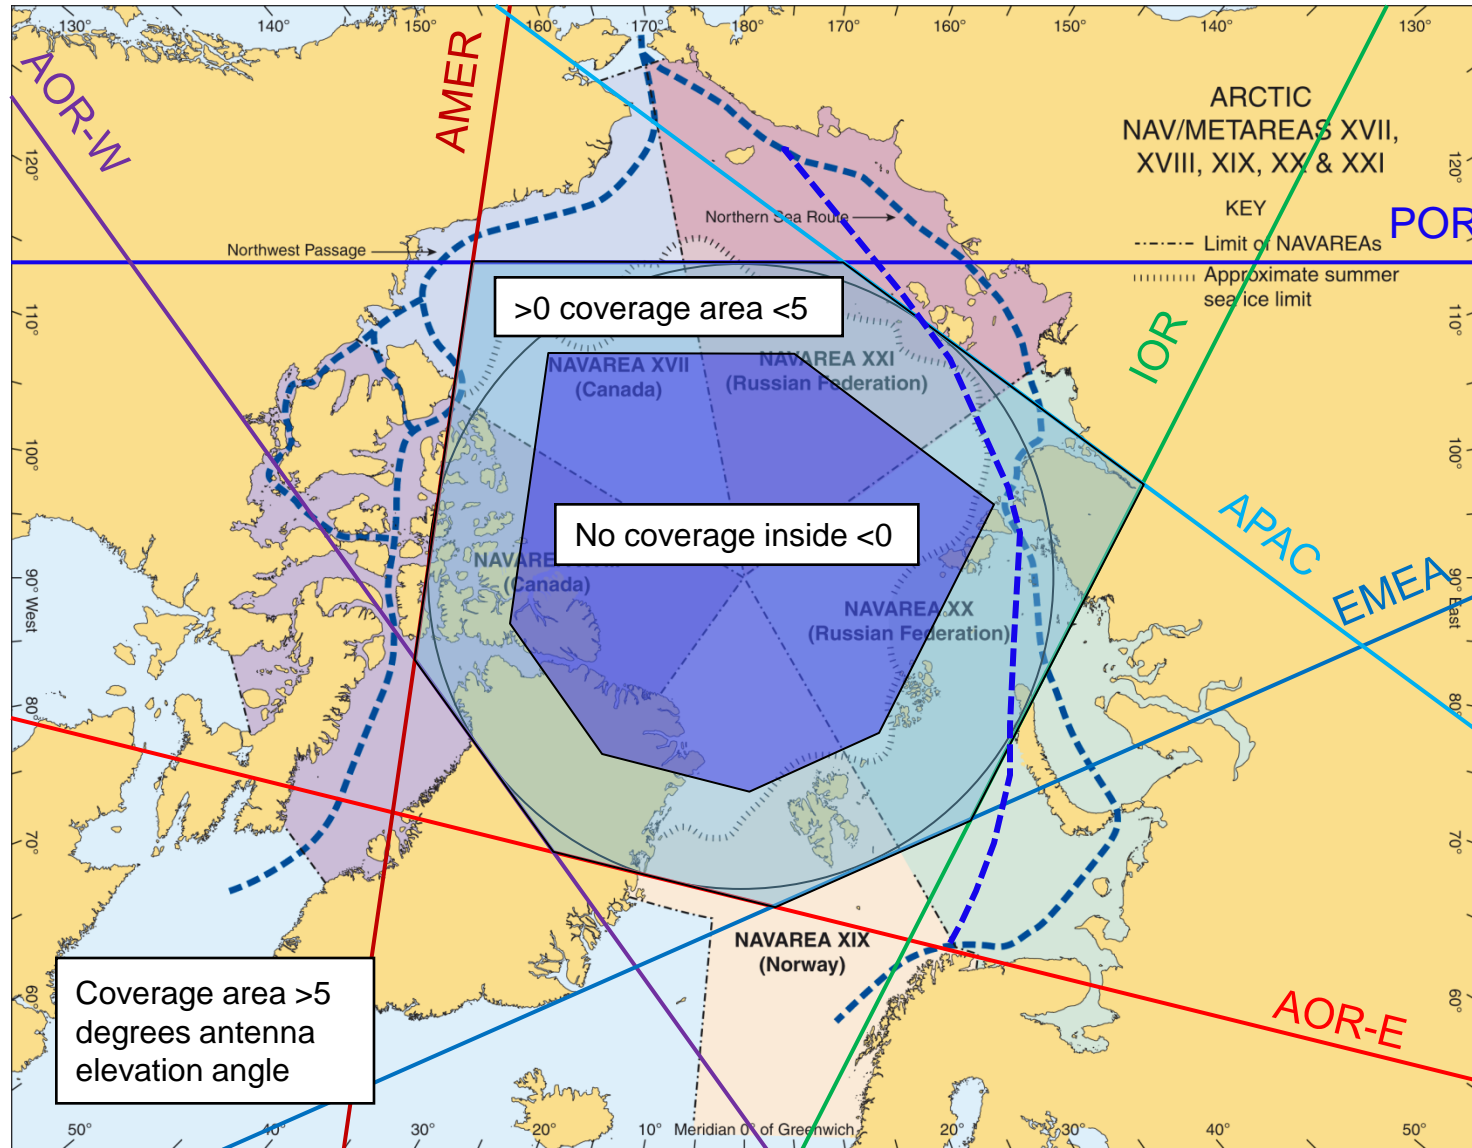 130° 140° 150° 160° 170° 180° 170° 160° 150° 140° 130°
AOR-W
AMER
ARCTIC
NAV/METAREAS XVII,
XVIII, XIX, XX & XXI
KEY
Limit of NAVAREAs
Approximate summer
sea ice limit
120°
120°
Northern Sea Route
POR
Northwest Passage
>0 coverage area <5
110°
110°
IOR
NAVAREA XVII
(Canada)
NAVAREA XXI
(Russian Federation)
100°
100°
No coverage inside <0
APAC
NAVAREA
(Canada)
90° West
90° East
EMEA
NAVAREA XX
(Russian Federation)
80°
80°
70°
70°
NAVAREA XIX
(Norway)
Coverage area >5
degrees antenna
elevation angle
60°
60°
AOR-E
50° 40° 30° 20° 10° Meridian 0° of Greenwich 20° 30° 40° 50°